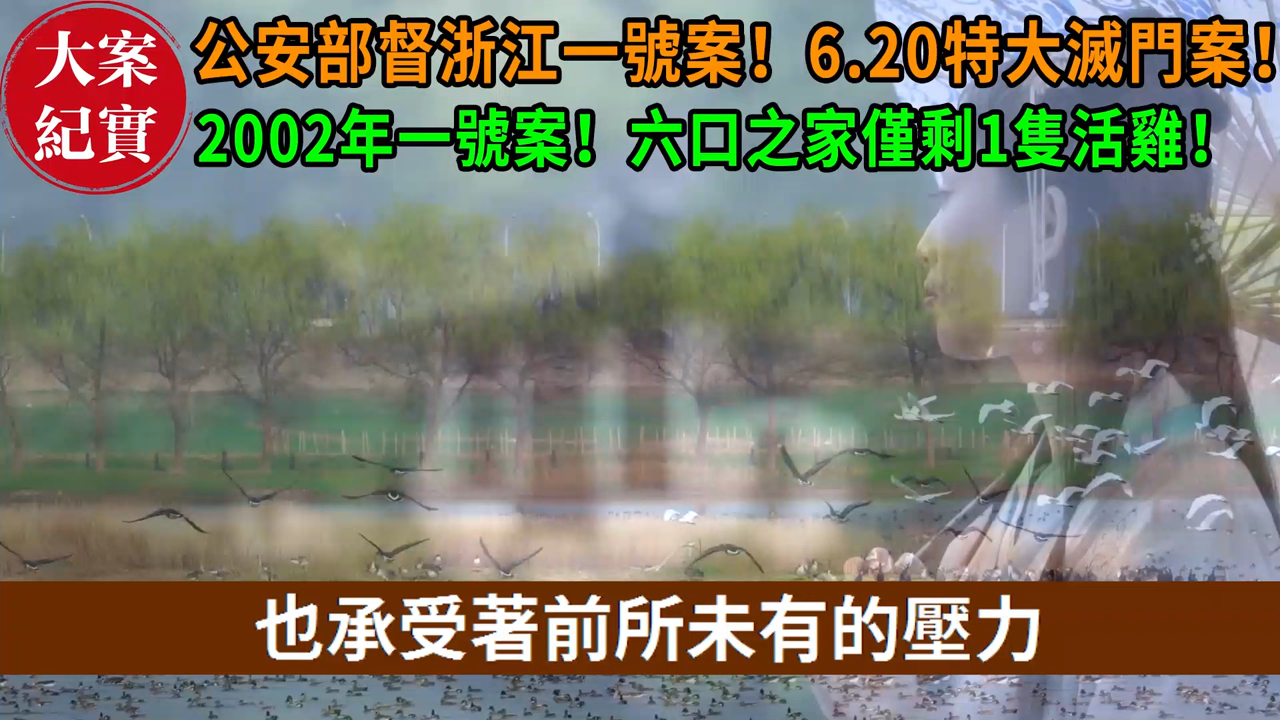 大案
紀實
公安部督浙江一號案！6.20特大滅門案！
2002年一號案！六口之家僅剩1隻活雞！
也承受著前所未有的壓力